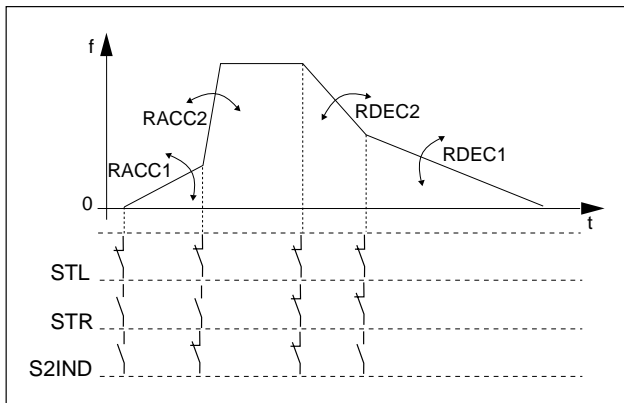 f
RACC2
RDEC2
RACC1
RDEC1
0
t
STL
STR
S2IND